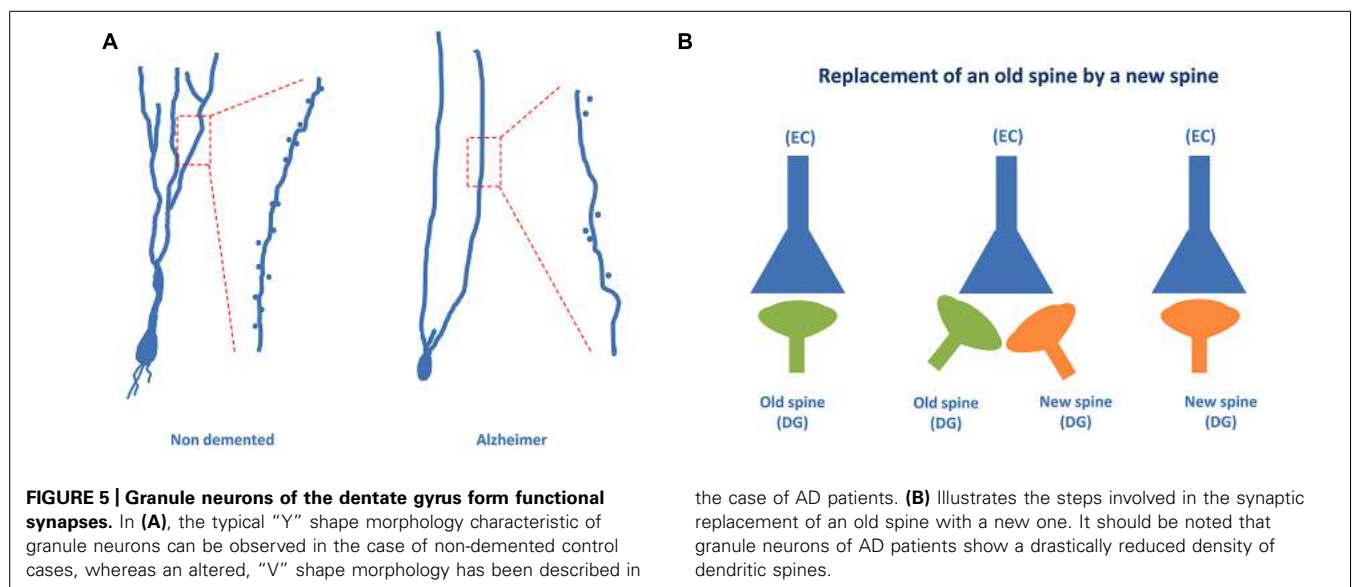 A
B
Replacement of an old spine by a new spine
(EC)
(EC)
(EC)
Old spine
(DG)
Old spine
(DG)
New spine
(DG)
New spine
(DG)
Non demented
Alzheimer
FIGURE 5 | Granule neurons of the dentate gyrus form functional
synapses. In (A), the typical “Y” shape morphology characteristic of
granule neurons can be observed in the case of non-demented control
cases, whereas an altered, “V” shape morphology has been described in
the case of AD patients. (B) Illustrates the steps involved in the synaptic
replacement of an old spine with a new one. It should be noted that
granule neurons of AD patients show a drastically reduced density of
dendritic spines.